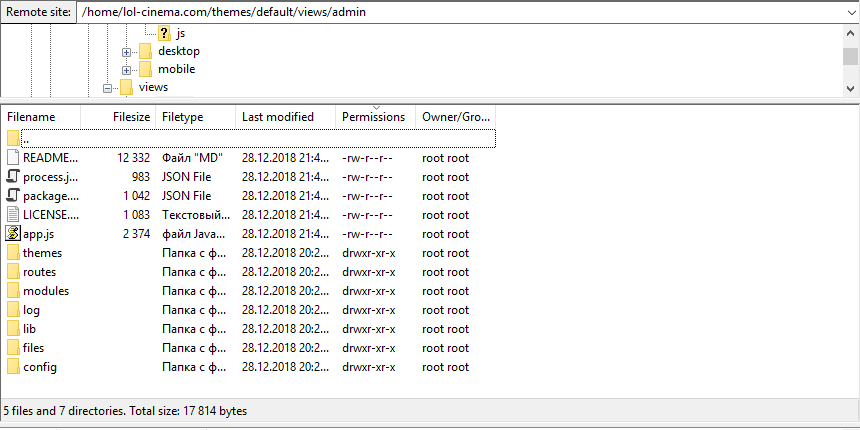 Remote site: /home/lol-cinema.com/themes/default/views/admin
js
desktop
mobile
views
Filename Filesize Filetype Last modified Permissions Owner/Gro...
..
README... 12 332 Файл "MD" 28.12.2018 21:4... -rw-r--r-- root root
process.j... 983 JSON File 28.12.2018 21:4... -rw-r--r-- root root
package.... 1 042 JSON File 28.12.2018 21:4... -rw-r--r-- root root
LICENSE.... 1 083 Текстовый... 28.12.2018 21:4... -rw-r--r-- root root
app.js 2 374 файл Java... 28.12.2018 21:4... -rw-r--r-- root root
themes Папка с ф... 28.12.2018 20:2... drwxr-xr-x root root
routes Папка с ф... 28.12.2018 20:2... drwxr-xr-x root root
modules Папка с ф... 28.12.2018 20:2... drwxr-xr-x root root
log Папка с ф... 28.12.2018 20:2... drwxr-xr-x root root
lib Папка с ф... 28.12.2018 20:2... drwxr-xr-x root root
files Папка с ф... 28.12.2018 20:2... drwxr-xr-x root root
config Папка с ф... 28.12.2018 20:2... drwxr-xr-x root root
5 files and 7 directories. Total size: 17 814 bytes